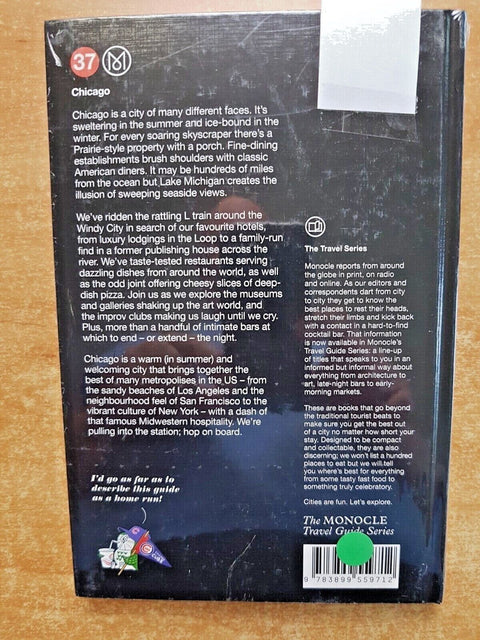 37
Chicago
Chicago is a city of many different faces. It's
sweltering in the summer and ice-bound in the
winter. For every soaring skyscraper there's a
Prairie-style property with a porch. Fine-dining
establishments brush shoulders with classic
American diners. It may be hundreds of miles
from the ocean but Lake Michigan creates the
illusion of sweeping seaside views.
We've ridden the rattling L train around the
Windy City in search of our favourite hotels,
from luxury lodgings in the Loop to a family-run
find in a former publishing house across the
river. We've taste-tested restaurants serving
dazzling dishes from around the world, as well
as the odd joint offering cheesy slices of deep-
dish pizza. Join us as we explore the museums
and galleries shaking up the art world, and
the improv clubs making us laugh until we cry.
Plus, more than a handful of intimate bars at
which to end – or extend – the night.
Chicago is a warm (in summer) and
welcoming city that brings together the
best of many metropolises in the US – from
the sandy beaches of Los Angeles and the
neighbourhood feel of San Francisco to the
vibrant culture of New York – with a dash of
that famous Midwestern hospitality. We're
pulling into the station; hop on board.
I'd go as far as to
describe this guide
as a home run!
The Travel Series
Monocle reports from around
the globe in print, on radio
and online. As our editors and
correspondents dart from city
to city they get to know the
best places to rest their heads,
stretch their limbs and kick back
with a contact in a hard-to-find
cocktail bar. That information
is now available in Monocle's
Travel Guide Series: a line-up
of titles that speaks to you in an
informed but informal way about
everything from architecture to
art, late-night bars to early-
morning markets.
These are books that go beyond
the traditional tourist beats to
make sure you get the best out
of a city no matter how short your
stay. Designed to be compact
and collectable, they are also
discerning; we won't list a hundred
places to eat but we will tell
you where's best for everything
from some tasty fast food to
something truly celebratory.
Cities are fun. Let's explore.
The MONOCLE
Travel Guide Series
9 783899 559712